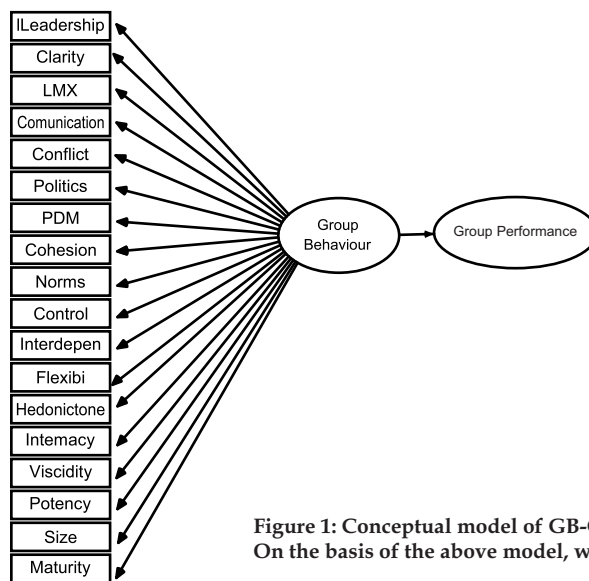 lLeadership
Clarity
LMX
Comunication
Conflict
Politics
PDM
Cohesion
Norms
Control
Interdepen
Flexibi
Hedonictone
Intemacy
Viscidity
Potency
Size
Maturity
Group
Behaviour
Group Performance
Figure 1: Conceptual model of GB-
On the basis of the above model, w